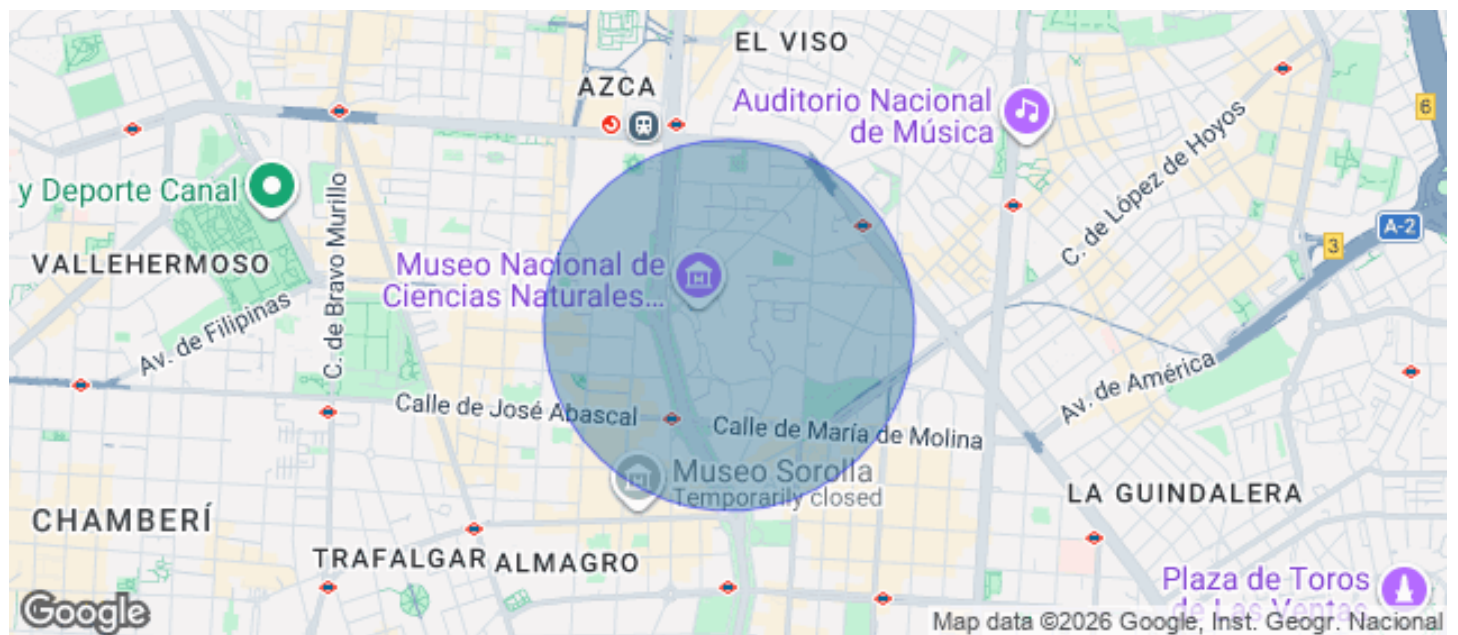 EL VISO
AZCA
Auditorio Nacional
de Música
6
C. de López de Hoyos
y Deporte Canal
A-2
3
VALLEHERMOSO
C. de Bravo Murillo
Museo Nacional de
Ciencias Naturales...
Av. de Filipinas
Av. de América
Calle de José Abascal
Calle de María de Molina
Museo Sorolla
Temporarily closed
LA GUINDALERA
CHAMBERÍ
TRAFALGAR
ALMAGRO
Plaza de Toros
de Las Ventas
Google
Map data ©2026 Google, Inst. Geogr. Nacional